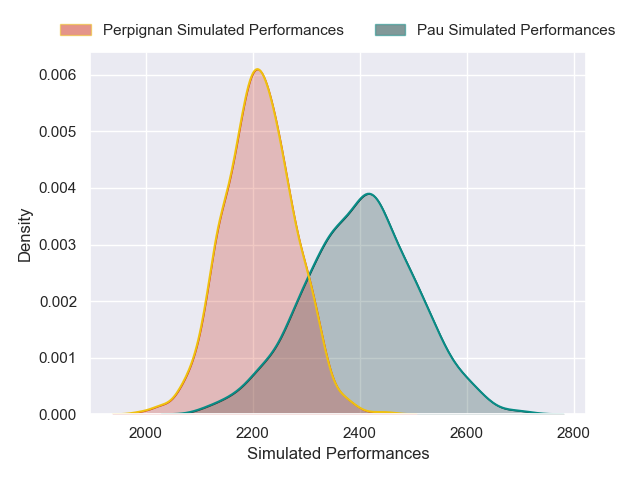 Perpignan Simulated Performances Pau Simulated Performances
0.006
0.005
0.004
0.003
0.002
0.001
0.000
Density
2000 2200 2400 2600 2800
Simulated Performances